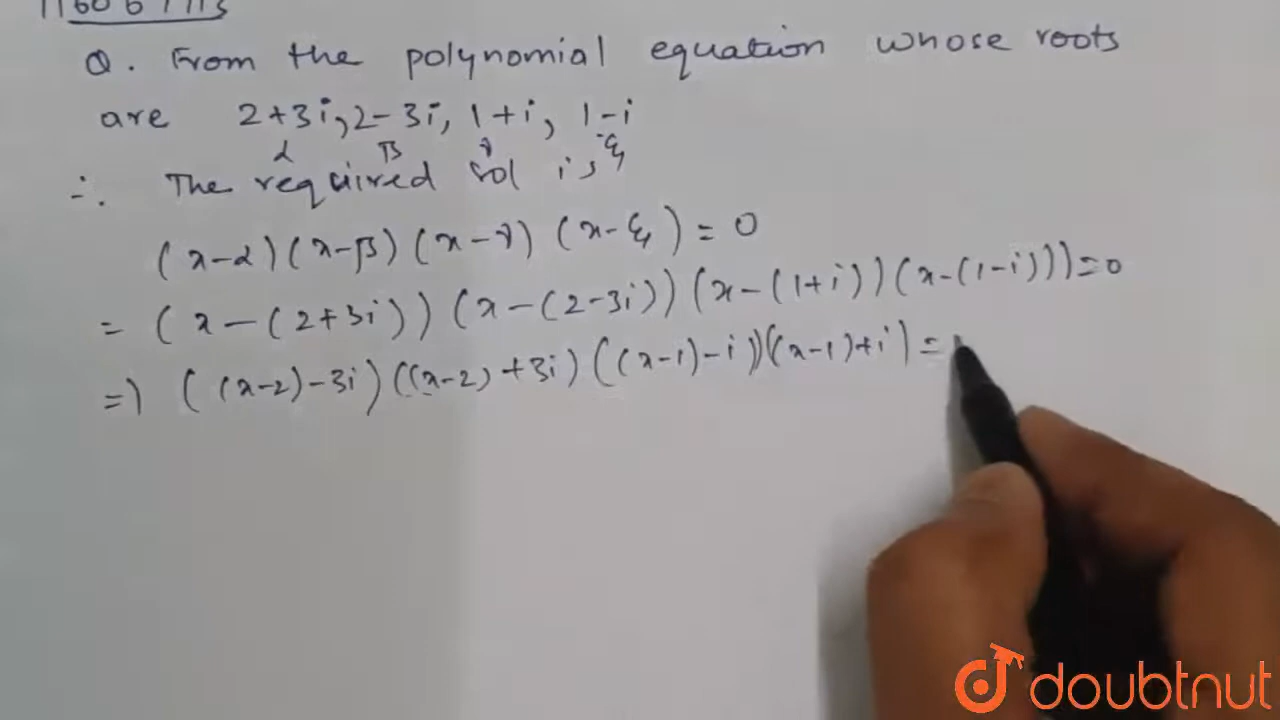 Q. From the polynomial equation whose roots
are 2+3i, 2-3i, 1+i, 1-i
α β γ ξ
∴ The required sol is
(x-α)(x-β)(x-γ)(x-ξ)=0
= (x-(2+3i))(x-(2-3i))(x-(1+i))(x-(1-i)))=0
=) ((x-2)-3i)((x-2)+3i)((x-1)-i)((x-1)+i)=
doubtnut